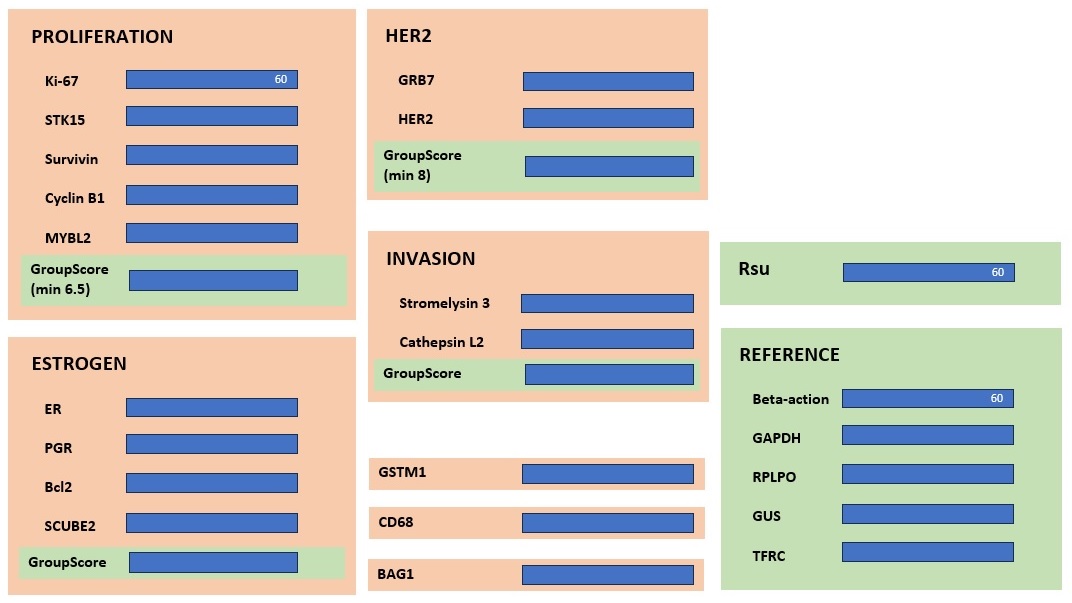 PROLIFERATION
Ki-67 60
STK15
Survivin
Cyclin B1
MYBL2
GroupScore
(min 6.5)
ESTROGEN
ER
PGR
Bcl2
SCUBE2
GroupScore
HER2
GRB7
HER2
GroupScore
(min 8)
INVASION
Stromelysin 3
Cathepsin L2
GroupScore
GSTM1
CD68
BAG1
Rsu 60
REFERENCE
Beta-action 60
GAPDH
RPLPO
GUS
TFRC